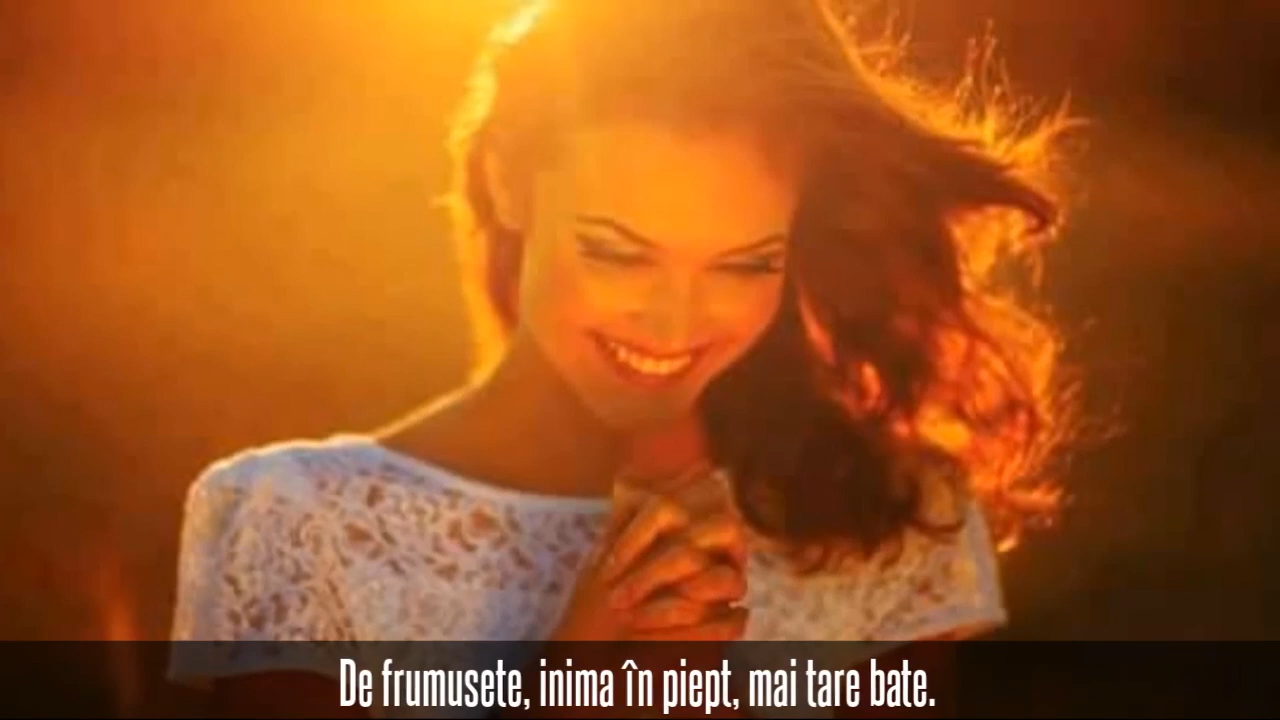 De frumusete, inima în piept, mai tare bate.